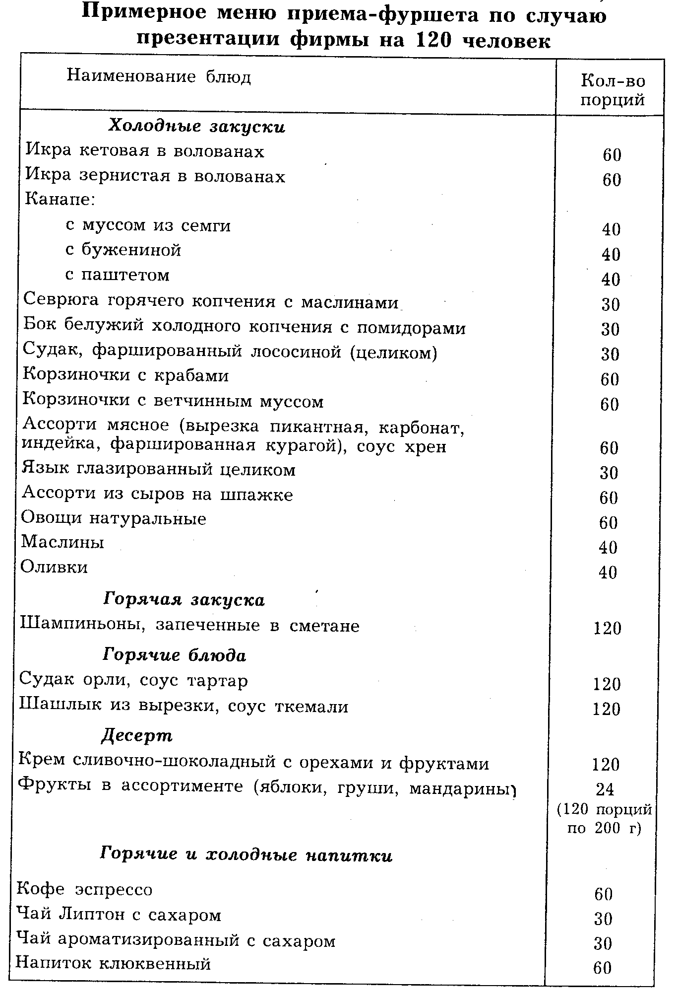 Примерное меню приема-фуршета по случаю
презентации фирмы на 120 человек
Наименование блюд
Кол-во
порций
Холодные закуски
Икра кетовая в волованах 60
Икра зернистая в волованах 60
Канапе:
с муссом из семги 40
с бужениной 40
с паштетом 40
Севрюга горячего копчения с маслинами 30
Бок белужий холодного копчения с помидорами 30
Судак, фаршированный лососиной (целиком) 30
Корзиночки с крабами 60
Корзиночки с ветчинным муссом 60
Ассорти мясное (вырезка пикантная, карбонат,
индейка, фаршированная курагой), соус хрен 60
Язык глазированный целиком 30
Ассорти из сыров на шпажке 60
Овощи натуральные 60
Маслины 40
Оливки 40
Горячая закуска
Шампиньоны, запеченные в сметане 120
Горячие блюда
Судак орли, соус тартар 120
Шашлык из вырезки, соус ткемали 120
Десерт
Крем сливочно-шоколадный с орехами и фруктами 120
Фрукты в ассортименте (яблоки, груши, мандарины) 24
(120 порций
по 200 г)
Горячие и холодные напитки
Кофе эспрессо 60
Чай Липтон с сахаром 30
Чай ароматизированный с сахаром 30
Напиток клюквенный 60